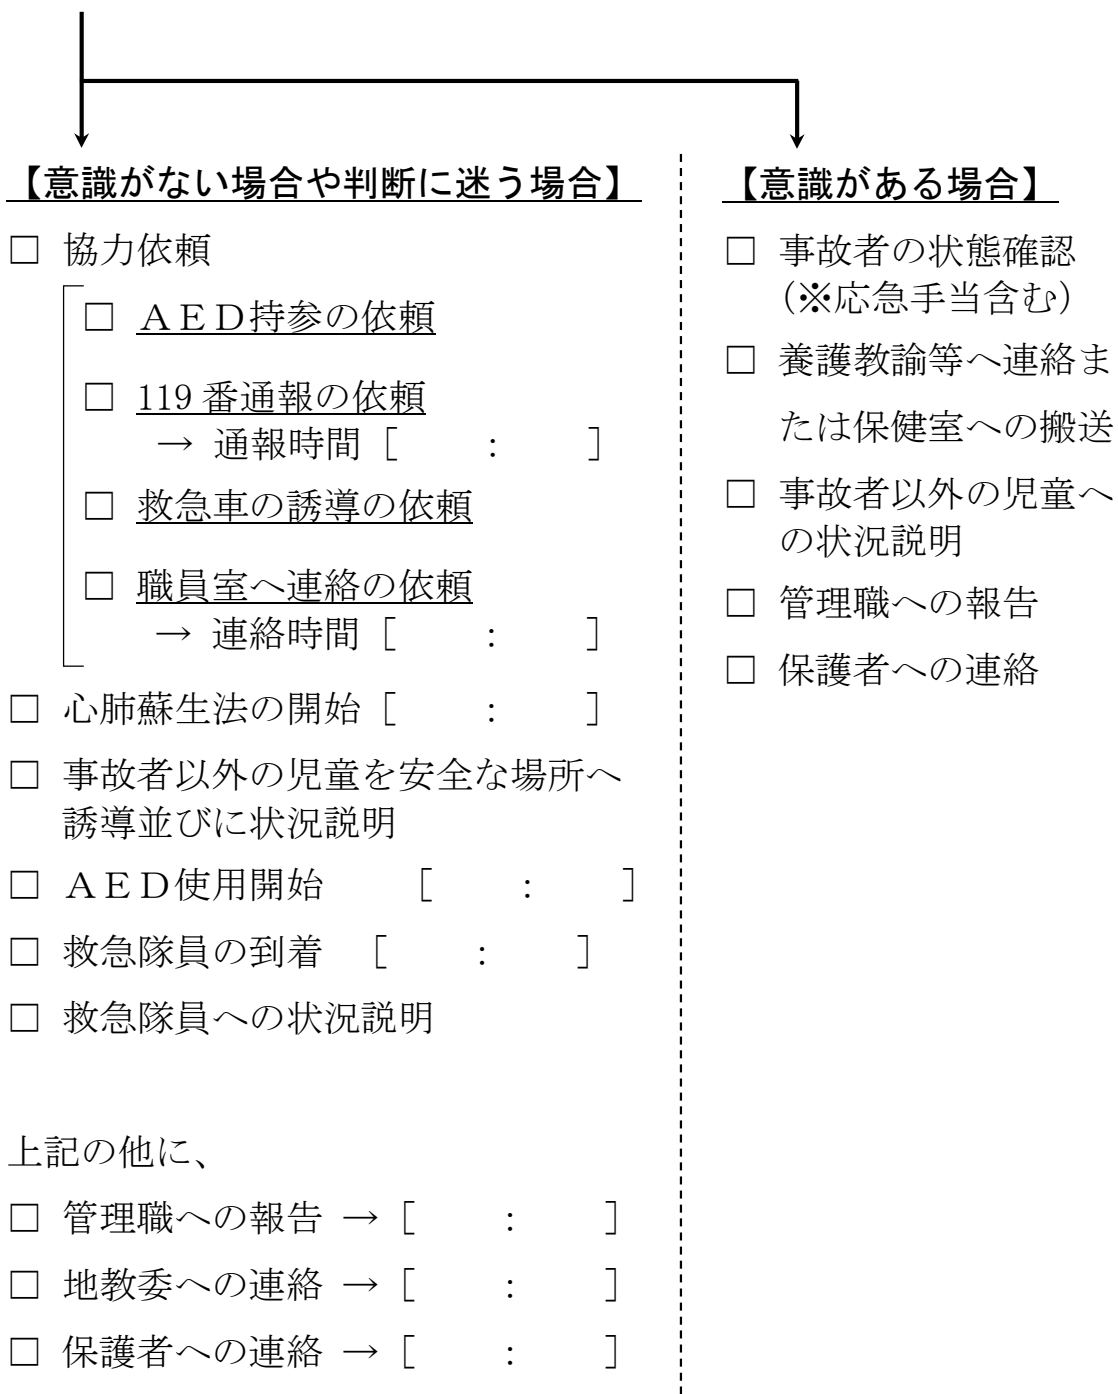 【意識がない場合や判断に迷う場合】
□ 協力依頼
□ ＡＥＤ持参の依頼
□ 119番通報の依頼
→ 通報時間［　　：　　］
□ 救急車の誘導の依頼
□ 職員室へ連絡の依頼
→ 連絡時間［　　：　　］
□ 心肺蘇生法の開始［　　：　　］
□ 事故者以外の児童を安全な場所へ
誘導並びに状況説明
□ ＡＥＤ使用開始　　［　　：　　］
□ 救急隊員の到着　［　　：　　］
□ 救急隊員への状況説明
上記の他に、
□ 管理職への報告 →［　　：　　］
□ 地教委への連絡 →［　　：　　］
□ 保護者への連絡 →［　　：　　］
【意識がある場合】
□ 事故者の状態確認
（※応急手当含む）
□ 養護教諭等へ連絡ま
たは保健室への搬送
□ 事故者以外の児童へ
の状況説明
□ 管理職への報告
□ 保護者への連絡